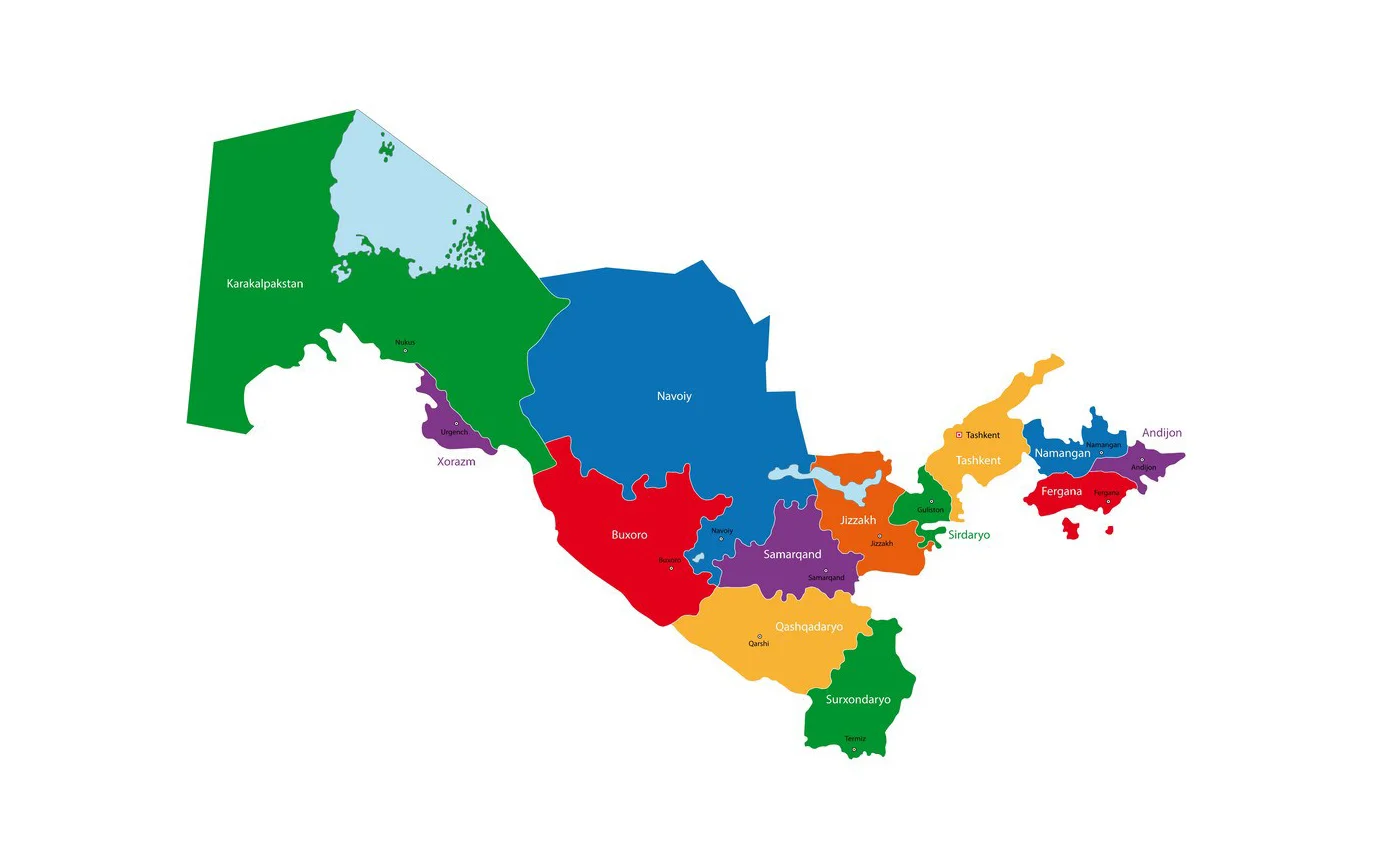 Karakalpakstan
Nukus
Urgench
Xorazm
Navoiy
Buxoro
Buxoro
Navoiy
Samarqand
Samarqand
Jizzakh
Jizzakh
Guliston
Sirdaryo
Tashkent
Tashkent
Namangan
Namangan
Andijon
Andijon
Fergana
Fergana
Qashqadaryo
Qarshi
Surxondaryo
Termiz